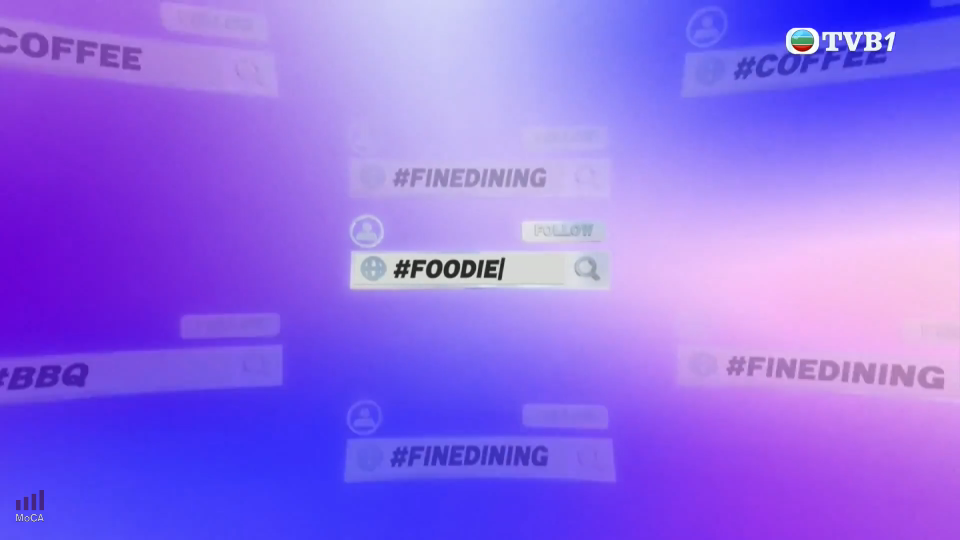 COFFEE
TVB1
#COFFEE
#FINEDINING
FOLLOW
#FOODIE
#BBQ
#FINEDINING
#FINEDINING
MoCA